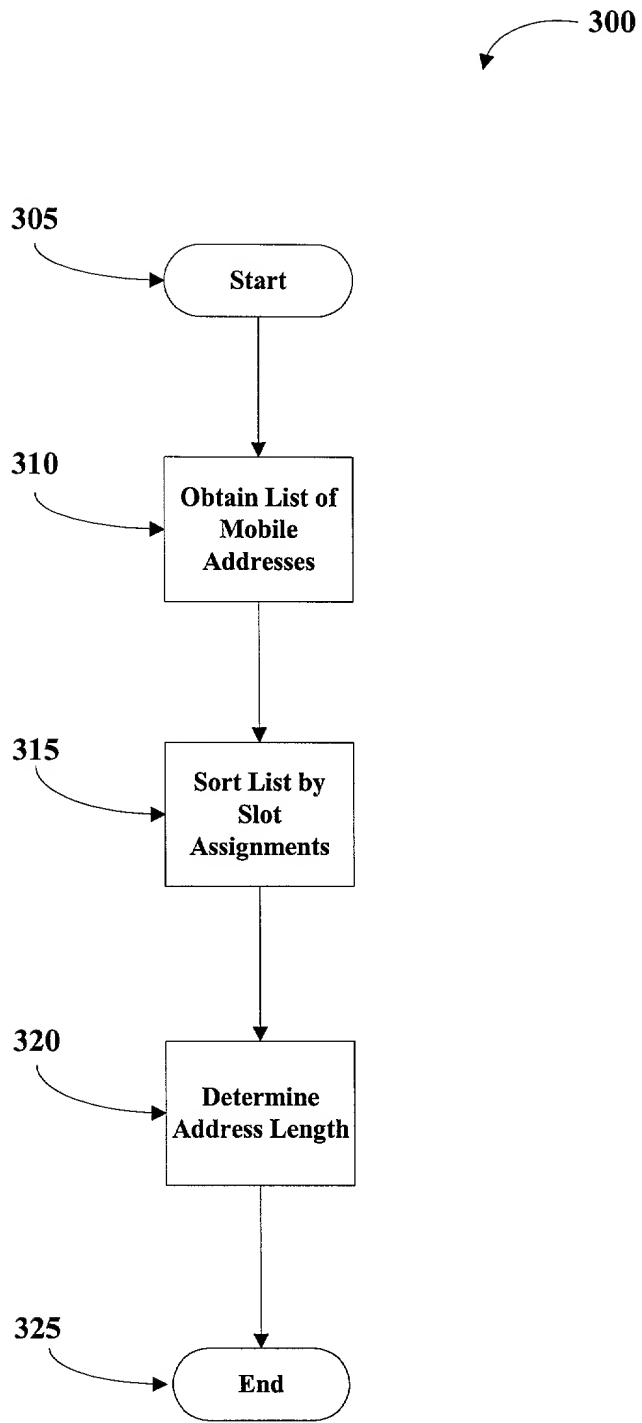 300
305
Start
310
Obtain List of
Mobile
Addresses
315
Sort List by
Slot
Assignments
320
Determine
Address Length
325
End